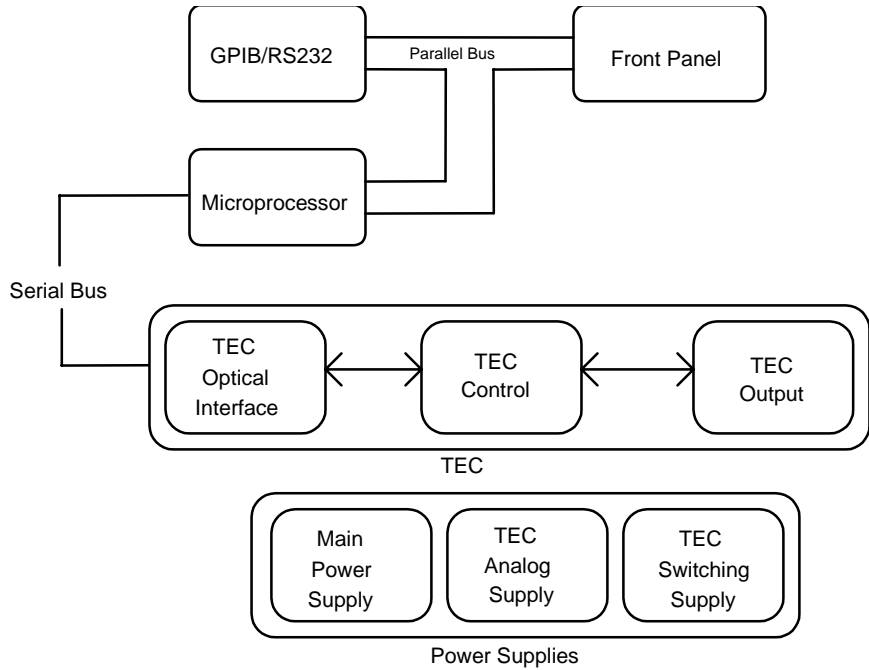 GPIB/RS232
Parallel Bus
Front Panel
Microprocessor
Serial Bus
TEC
Optical
Interface
TEC
Control
TEC
Output
TEC
Main
Power
Supply
TEC
Analog
Supply
TEC
Switching
Supply
Power Supplies